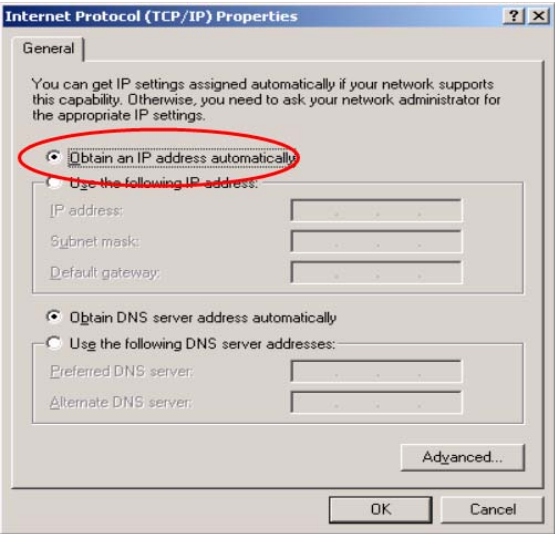 Internet Protocol (TCP/IP) Properties
General
You can get IP settings assigned automatically if your network supports
this capability. Otherwise, you need to ask your network administrator for
the appropriate IP settings.
Obtain an IP address automatically
Use the following IP address:
IP address:
Subnet mask:
Default gateway:
Obtain DNS server address automatically
Use the following DNS server addresses:
Preferred DNS server:
Alternate DNS server:
Advanced...
OK Cancel